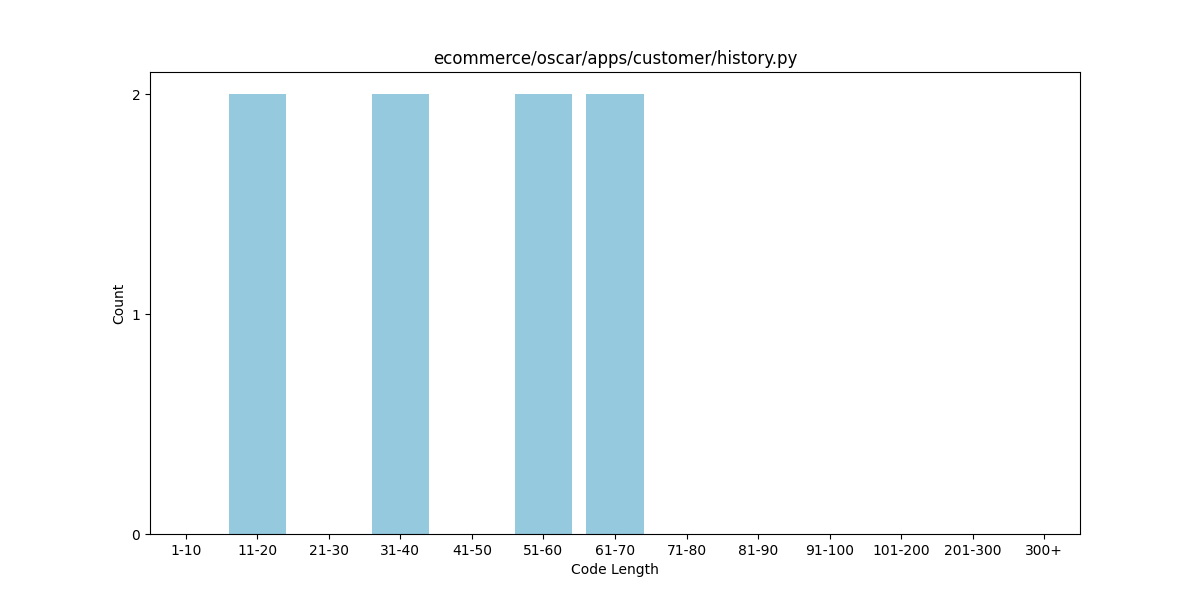 ecommerce/oscar/apps/customer/history.py
2
1
0
Count
1-10 11-20 21-30 31-40 41-50 51-60 61-70 71-80 81-90 91-100 101-200 201-300 300+
Code Length